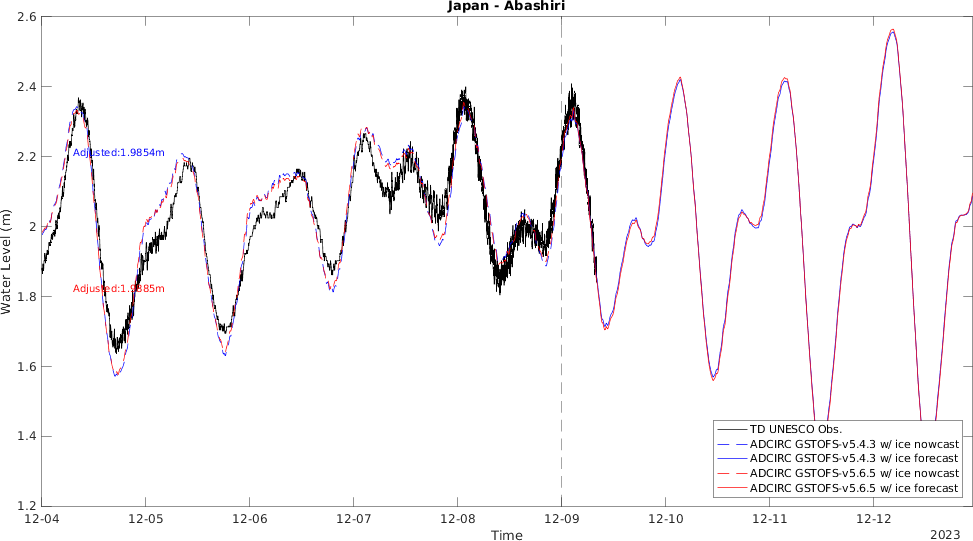 Japan - Abashiri
2.6
2.4
2.2
2
1.8
1.6
1.4
1.2
Water Level (m)
Adjusted:1.9854m
Adjusted:1.9385m
TD UNESCO Obs.
ADCIRC GSTOFS-v5.4.3 w/ ice nowcast
ADCIRC GSTOFS-v5.4.3 w/ ice forecast
ADCIRC GSTOFS-v5.6.5 w/ ice nowcast
ADCIRC GSTOFS-v5.6.5 w/ ice forecast
12-04 12-05 12-06 12-07 12-08 12-09 12-10 12-11 12-12
Time
2023